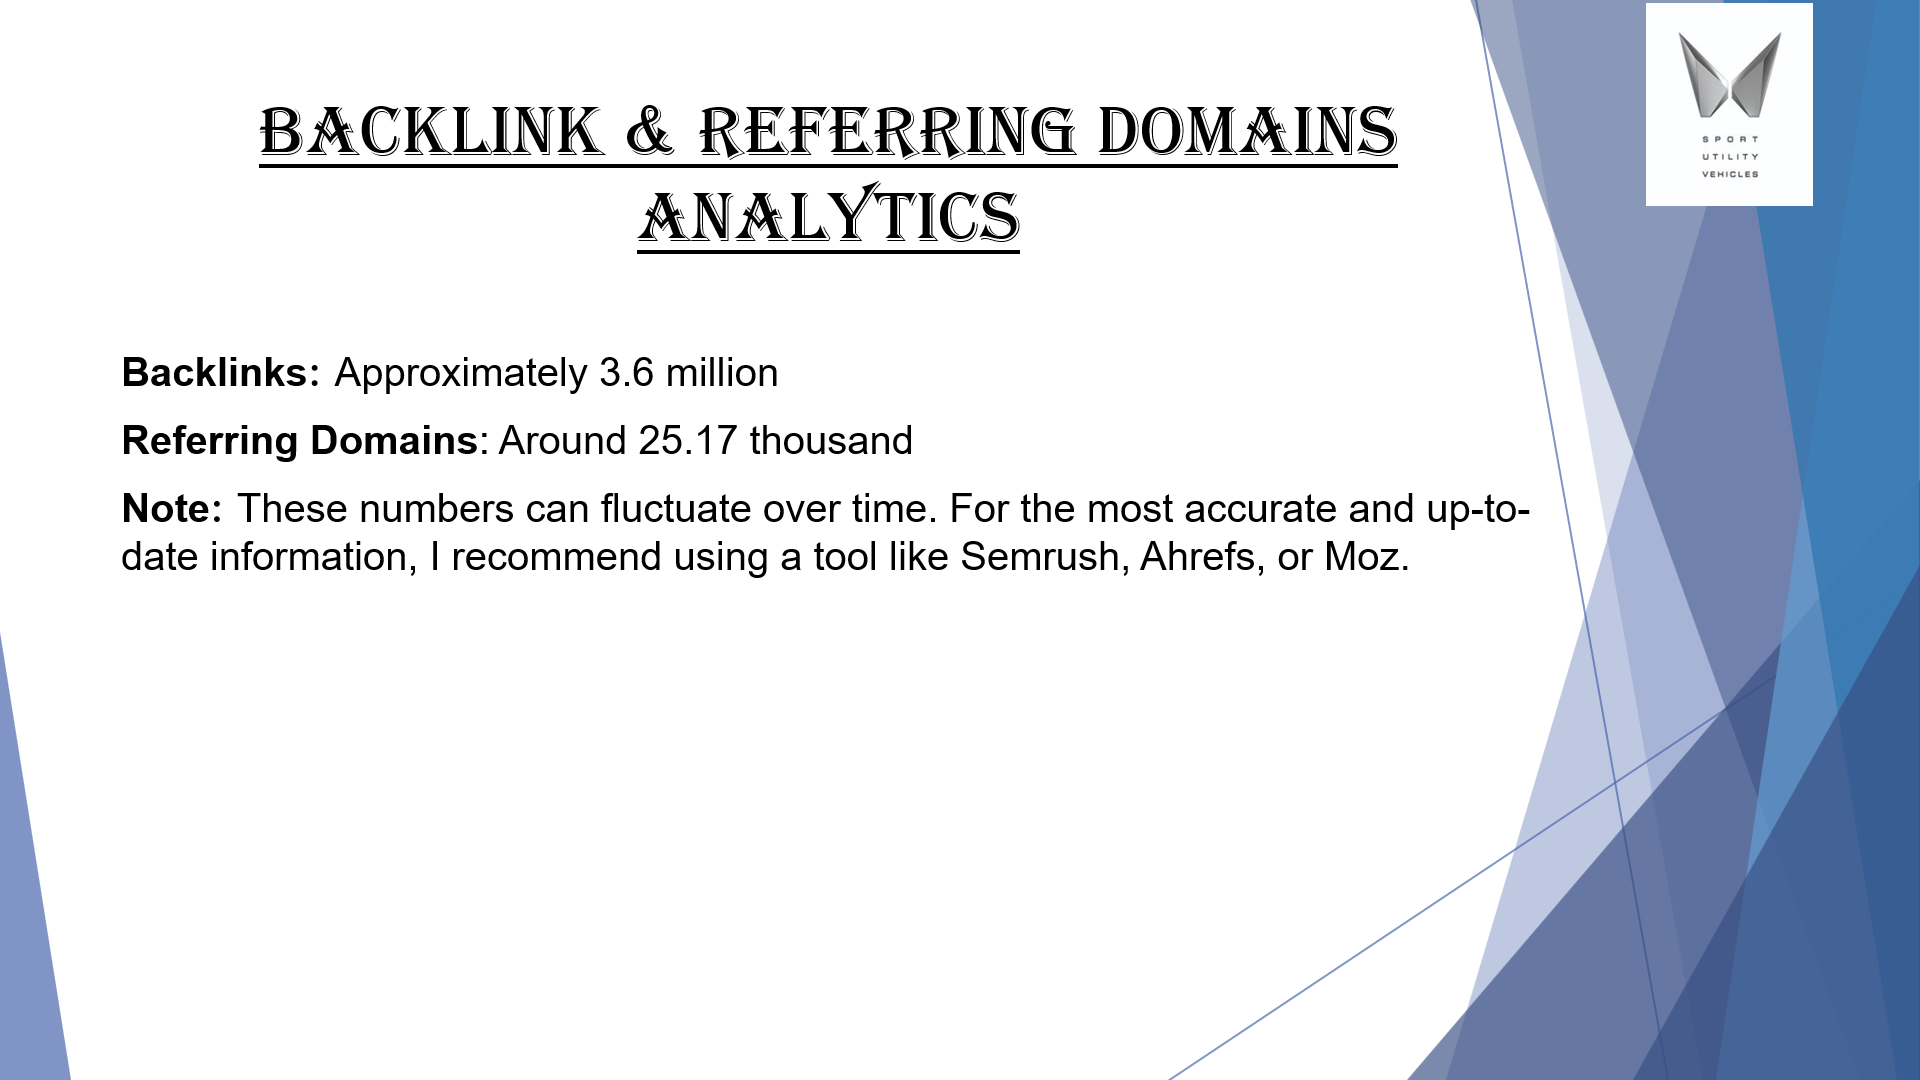 BACKLINK & REFERRING DOMAINS
ANALYTICS
SPORT
UTILITY
VEHICLES
Backlinks: Approximately 3.6 million
Referring Domains: Around 25.17 thousand
Note: These numbers can fluctuate over time. For the most accurate and up-to-
date information, I recommend using a tool like Semrush, Ahrefs, or Moz.